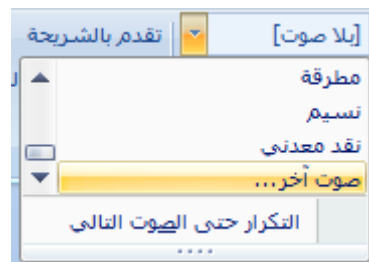 [بلا صوت] تقدم بالشريحة
مطرقة
نسيم
نقد معدني
صوت آخر...
التكرار حتى الصوت التالي